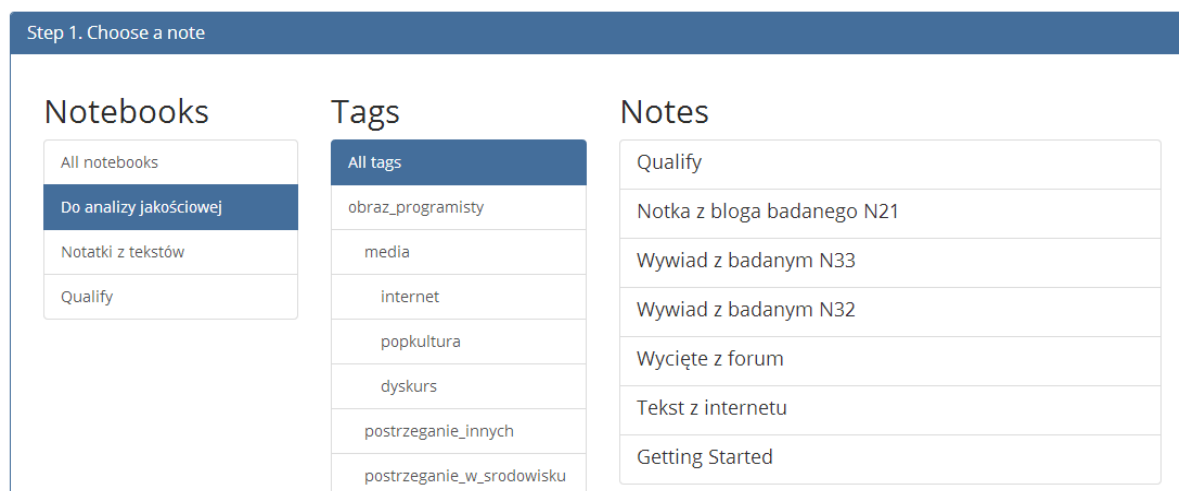 Step 1. Choose a note
Notebooks
All notebooks
Do analizy jakościowej
Notatki z tekstów
Qualify
Tags
All tags
obraz_programisty
media
internet
popkultura
dyskurs
postrzeganie_innych
postrzeganie_w_srodowisku
Notes
Qualify
Notka z bloga badanego N21
Wywiad z badanym N33
Wywiad z badanym N32
Wycięte z forum
Tekst z internetu
Getting Started